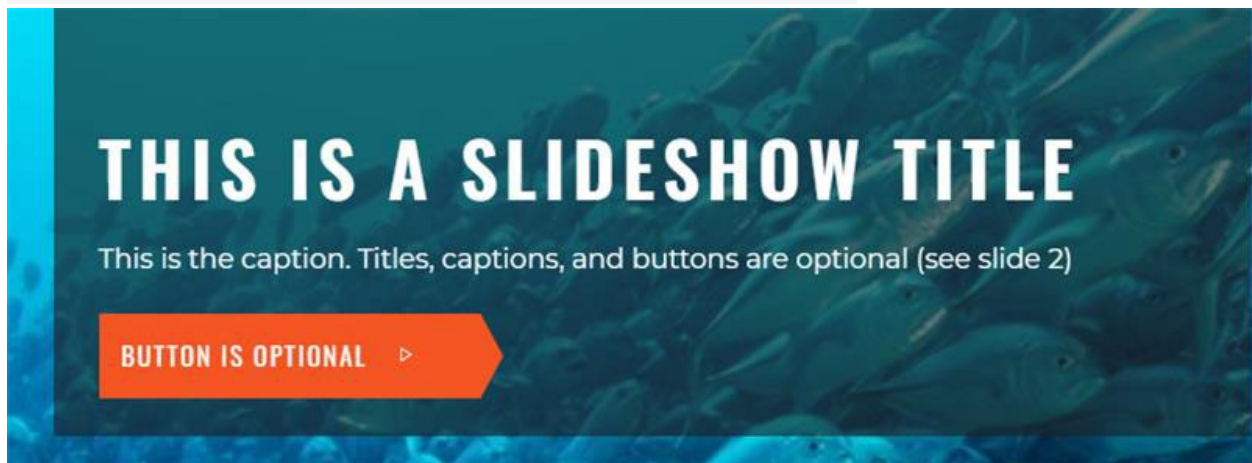 THIS IS A SLIDESHOW TITLE
This is the caption. Titles, captions, and buttons are optional (see slide 2)
BUTTON IS OPTIONAL